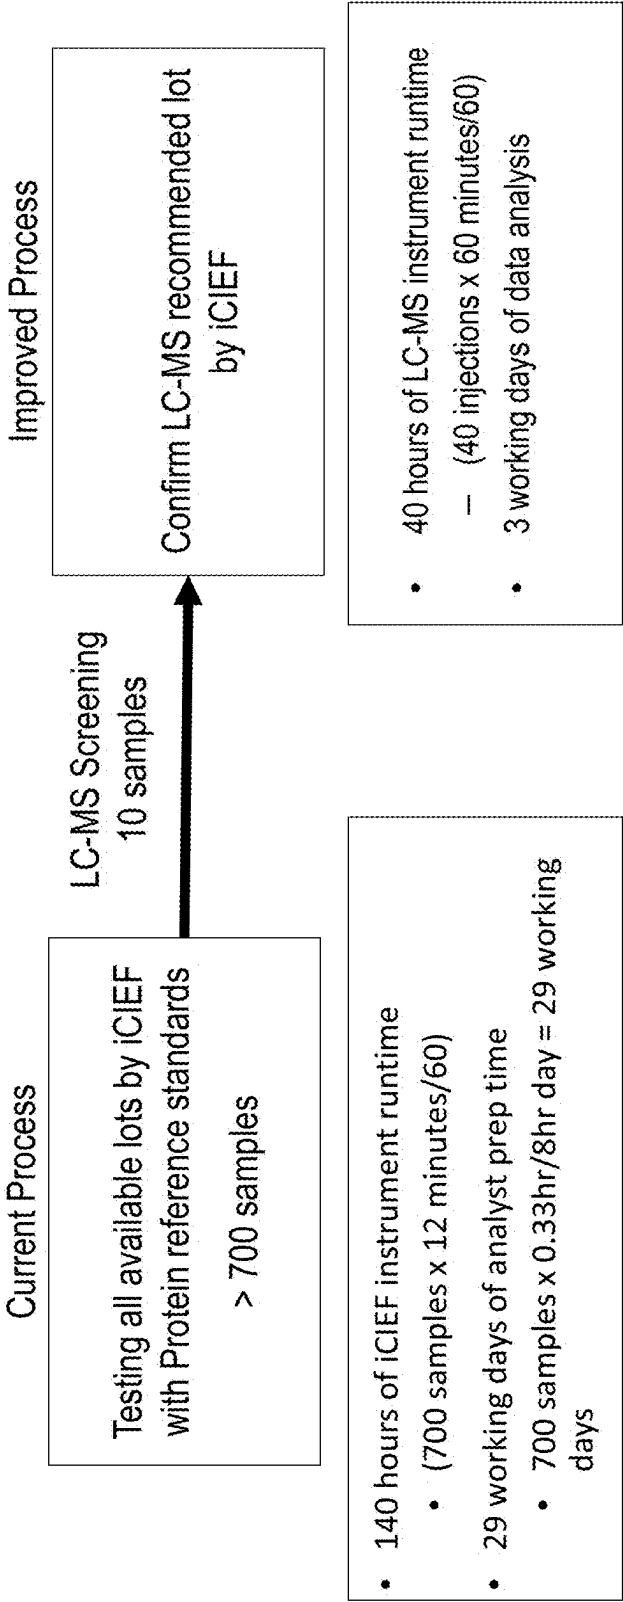 Current Process
Testing all available lots by iCIEF
with Protein reference standards
> 700 samples
LC-MS Screening
10 samples
Improved Process
Confirm LC-MS recommended lot
by iCIEF
• 140 hours of iCIEF instrument runtime
• (700 samples x 12 minutes/60)
• 29 working days of analyst prep time
• 700 samples x 0.33hr/8hr day = 29 working
days
• 40 hours of LC-MS instrument runtime
– (40 injections x 60 minutes/60)
• 3 working days of data analysis